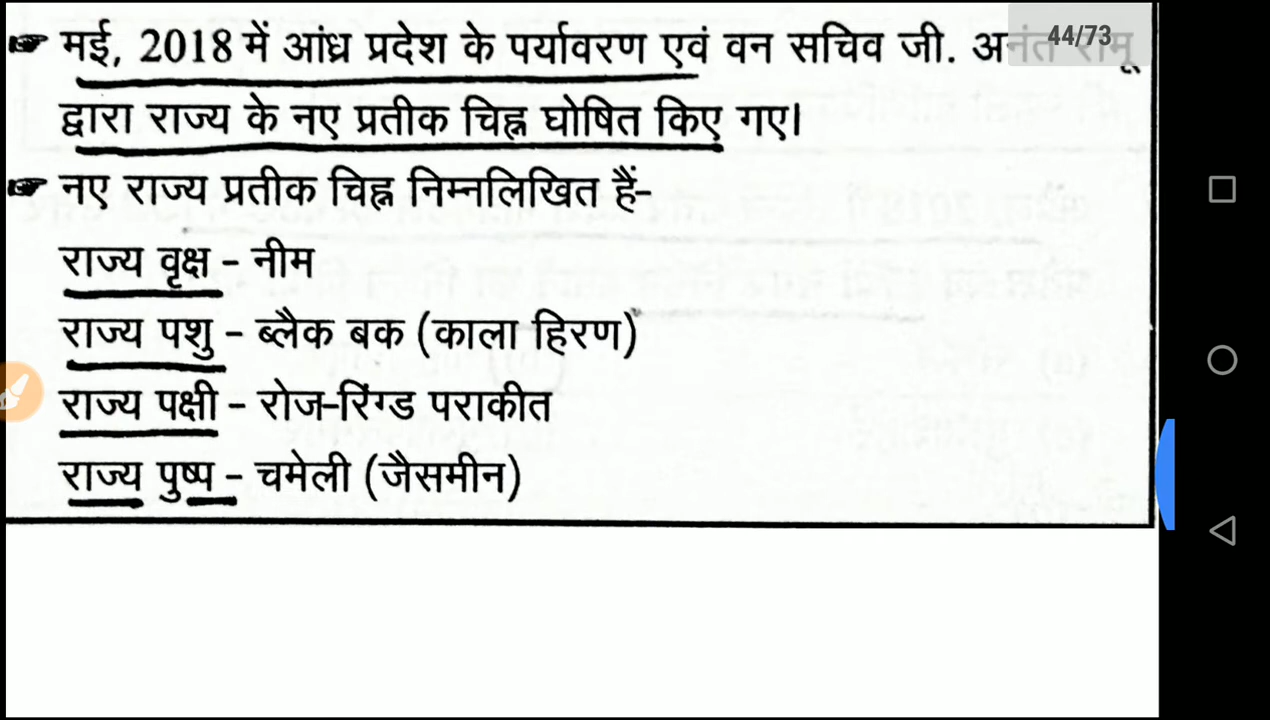 ☛ मई, 2018 में आंध्र प्रदेश के पर्यावरण एवं वन सचिव जी. अनंत रामू
44/73
द्वारा राज्य के नए प्रतीक चिह्न घोषित किए गए।
☛ नए राज्य प्रतीक चिह्न निम्नलिखित हैं-
राज्य वृक्ष - नीम
राज्य पशु - ब्लैक बक (काला हिरण)
राज्य पक्षी - रोज-रिंग्ड पराकीत
राज्य पुष्प - चमेली (जैसमीन)